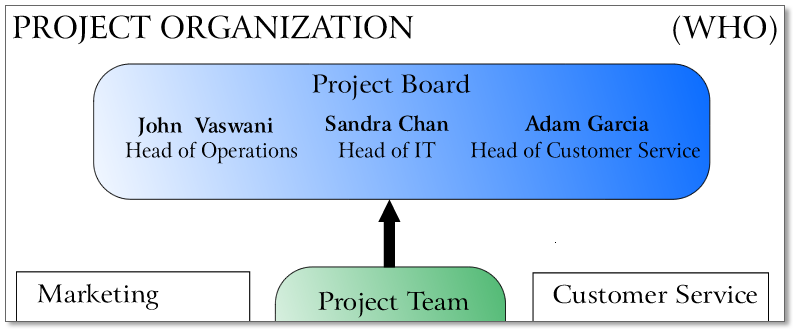 PROJECT ORGANIZATION (WHO)
Project Board
John Vaswani Sandra Chan Adam Garcia
Head of Operations Head of IT Head of Customer Service
Marketing Project Team Customer Service